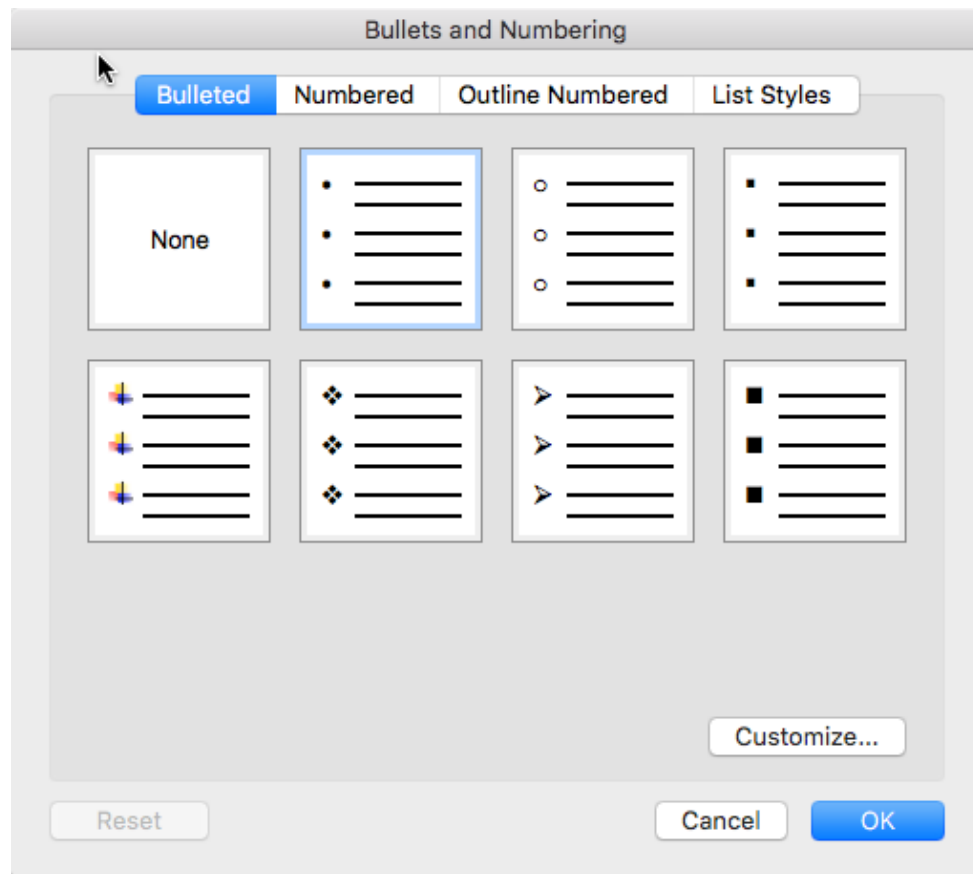 Bullets and Numbering
Bulleted Numbered Outline Numbered List Styles
None
Customize...
Reset Cancel OK